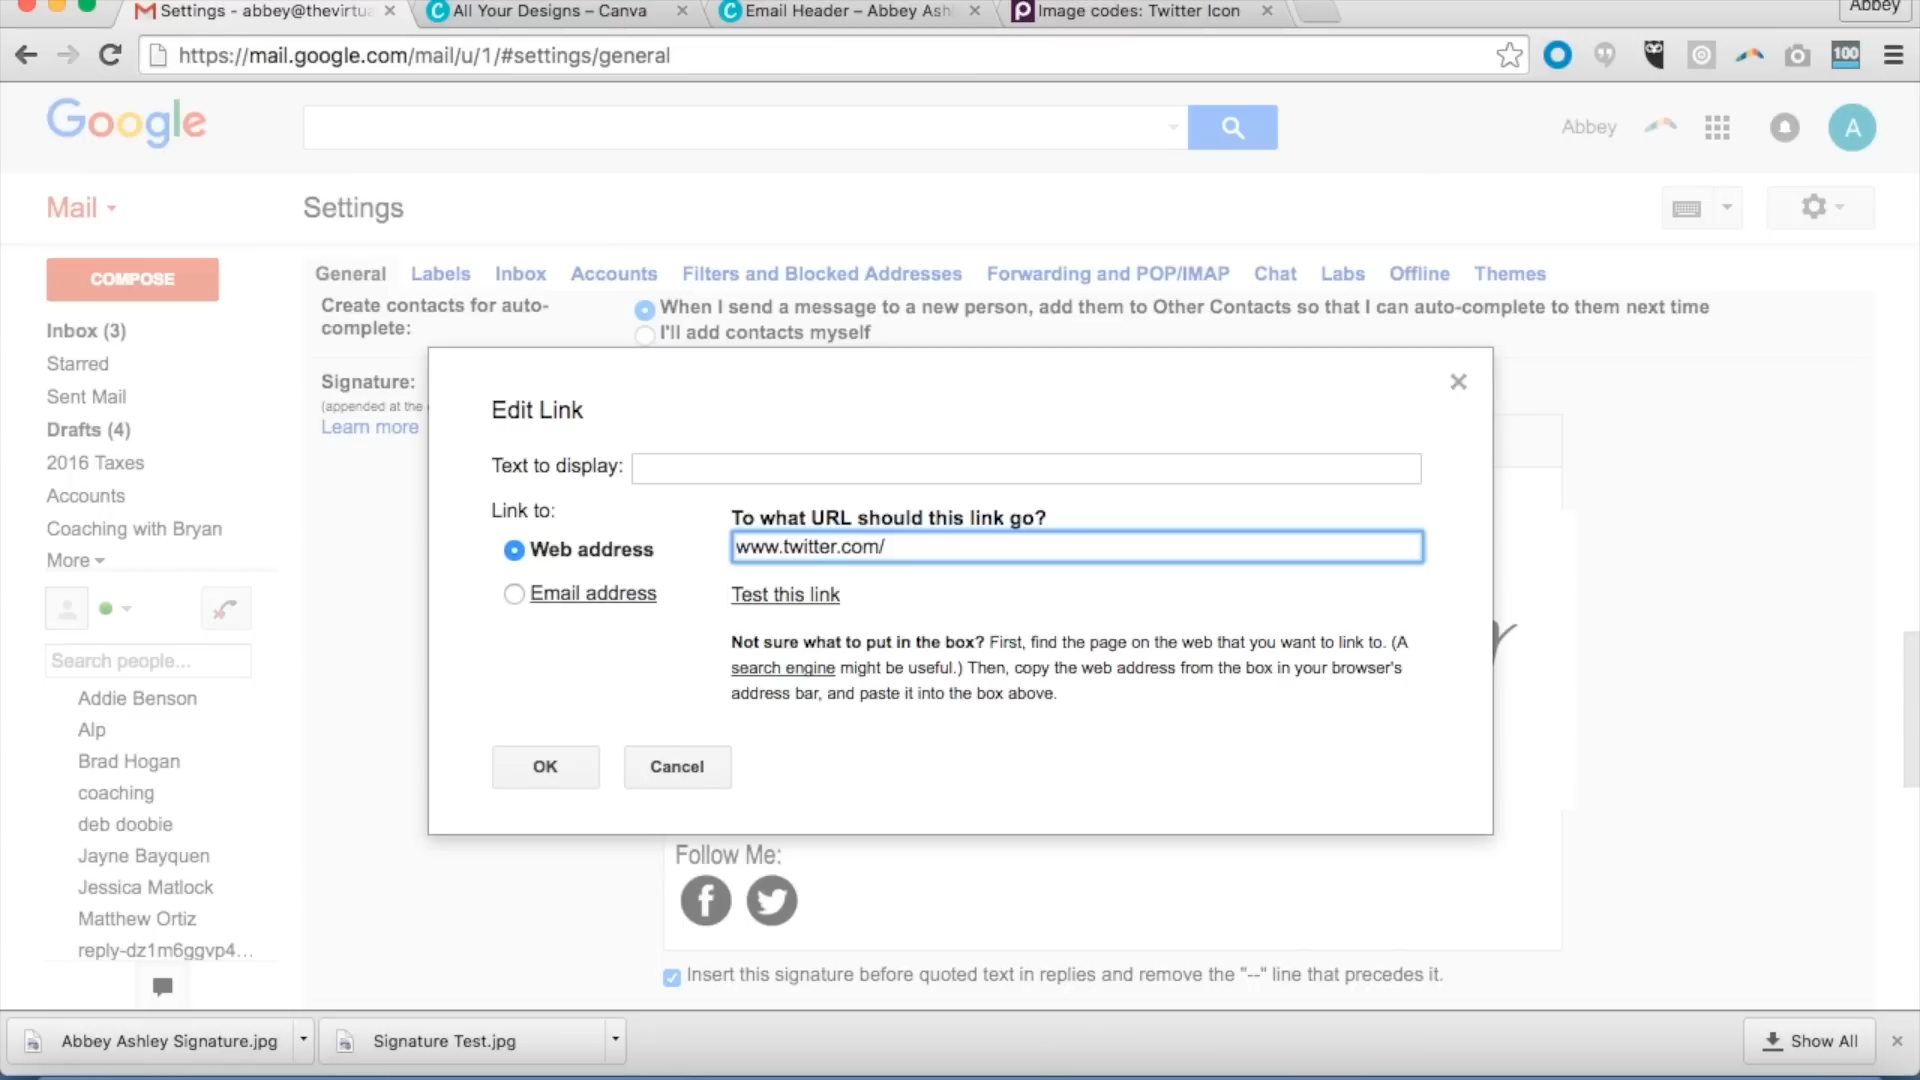 Settings - abbey@thevirtua
All Your Designs – Canva
Email Header – Abbey Ash
Image codes: Twitter Icon
Abbey
https://mail.google.com/mail/u/1/#settings/general
100
Google
Abbey
A
Mail
Settings
COMPOSE
General Labels Inbox Accounts Filters and Blocked Addresses Forwarding and POP/IMAP Chat Labs Offline Themes
Create contacts for auto-
complete:
When I send a message to a new person, add them to Other Contacts so that I can auto-complete to them next time
I'll add contacts myself
Signature:
(appended at the
Learn more
Inbox (3)
Starred
Sent Mail
Drafts (4)
2016 Taxes
Accounts
Coaching with Bryan
More
Search people...
Addie Benson
Alp
Brad Hogan
coaching
deb doobie
Jayne Bayquen
Jessica Matlock
Matthew Ortiz
reply-dz1m6ggvp4...
Edit Link
Text to display:
Link to:
Web address
Email address
To what URL should this link go?
www.twitter.com/
Test this link
Not sure what to put in the box? First, find the page on the web that you want to link to. (A
search engine might be useful.) Then, copy the web address from the box in your browser's
address bar, and paste it into the box above.
OK
Cancel
Follow Me:
Insert this signature before quoted text in replies and remove the "--" line that precedes it.
Abbey Ashley Signature.jpg
Signature Test.jpg
Show All